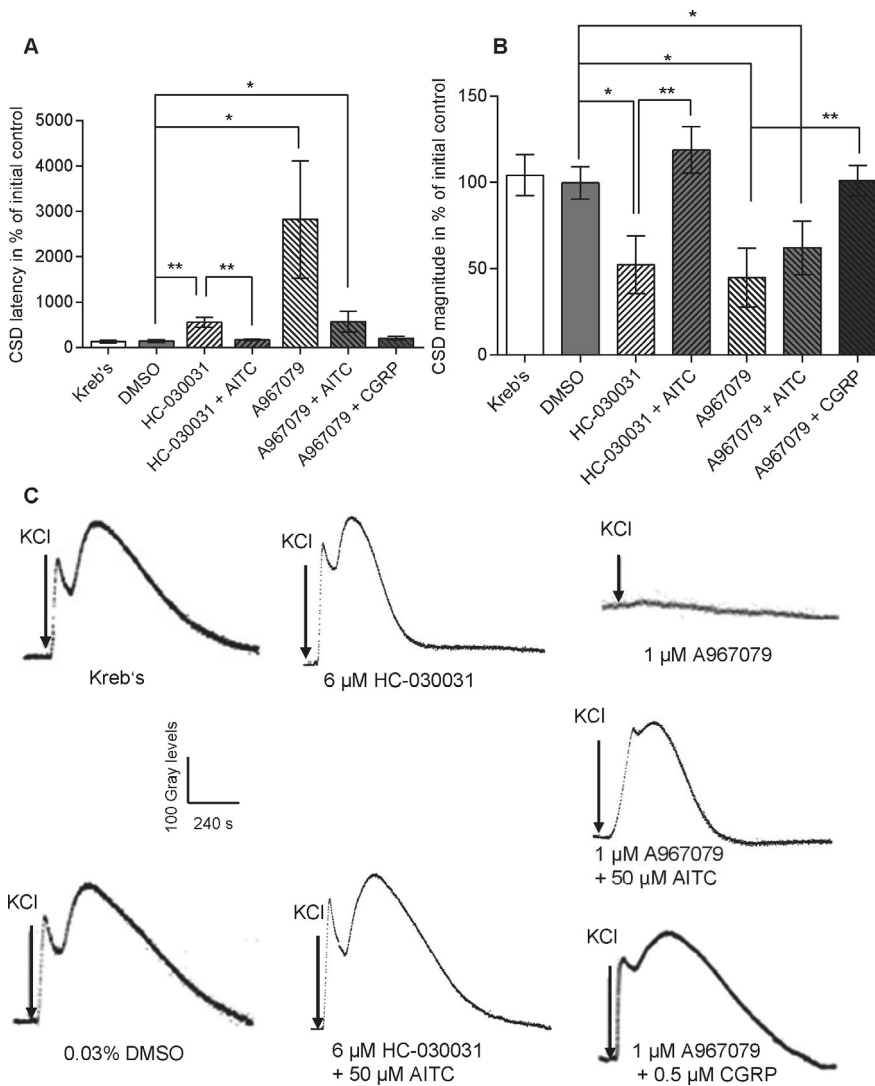 A
CSD latency in % of initial control
5000
4000
3000
2000
1000
0
*
*
**
**
Kreb's
DMSO
HC-030031
HC-030031 + AITC
A967079
A967079 + AITC
A967079 + CGRP
B
CSD magnitude in % of initial control
150
100
50
0
*
*
*
**
**
Kreb's
DMSO
HC-030031
HC-030031 + AITC
A967079
A967079 + AITC
A967079 + CGRP
C
KCl
Kreb‘s
KCl
6 µM HC-030031
KCl
1 µM A967079
100 Gray levels
240 s
KCl
1 µM A967079
+ 50 µM AITC
KCl
0.03% DMSO
KCl
6 µM HC-030031
+ 50 µM AITC
KCl
1 µM A967079
+ 0.5 µM CGRP